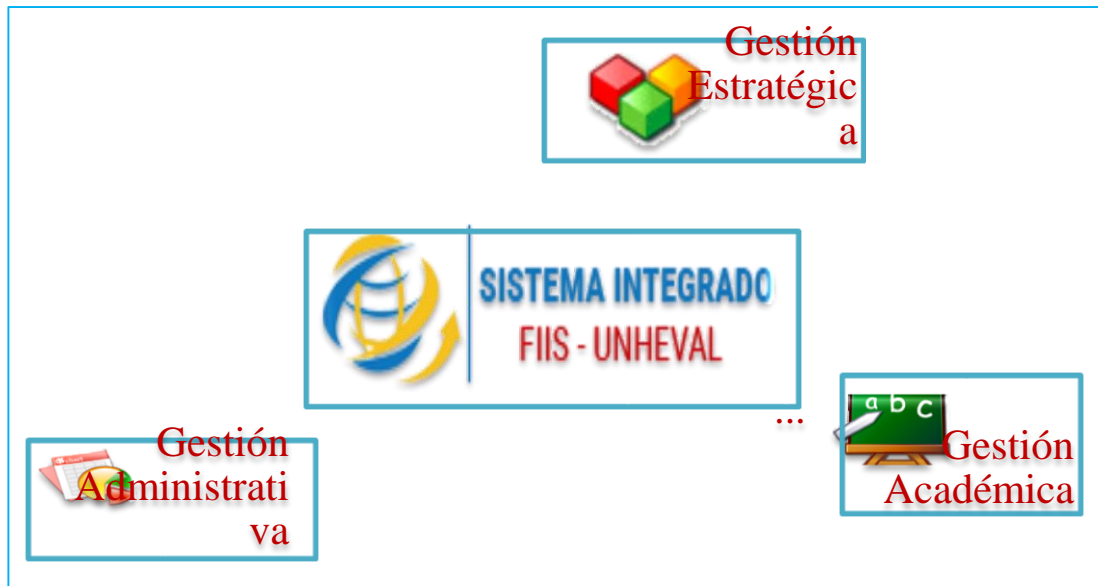 Gestión
Estratégic
a
SISTEMA INTEGRADO
FIIS - UNHEVAL
...
a b c
Gestión
Académica
Gestión
Administrati
va